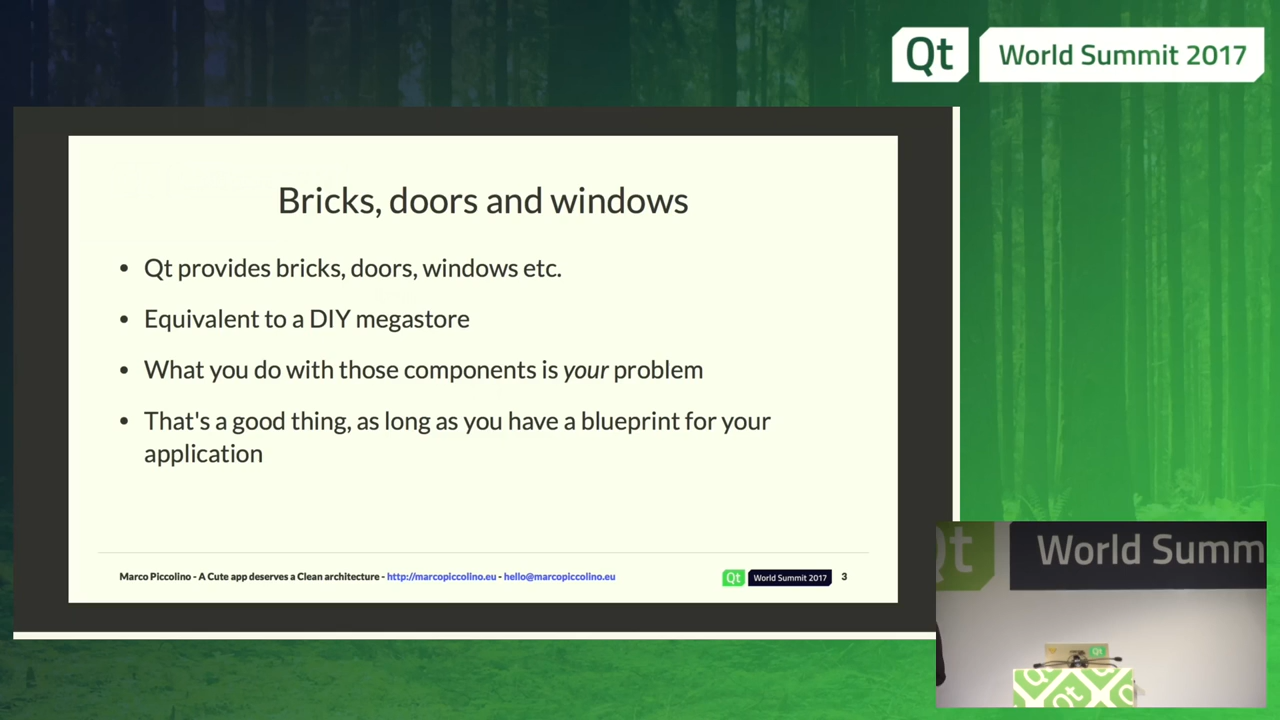 Qt World Summit 2017
Bricks, doors and windows
• Qt provides bricks, doors, windows etc.
• Equivalent to a DIY megastore
• What you do with those components is your problem
• That's a good thing, as long as you have a blueprint for your
application
Marco Piccolino - A Cute app deserves a Clean architecture - http://marcopiccolino.eu - hello@marcopiccolino.eu
Qt World Summit 2017 3
Qt World Summ
Qt
Qt